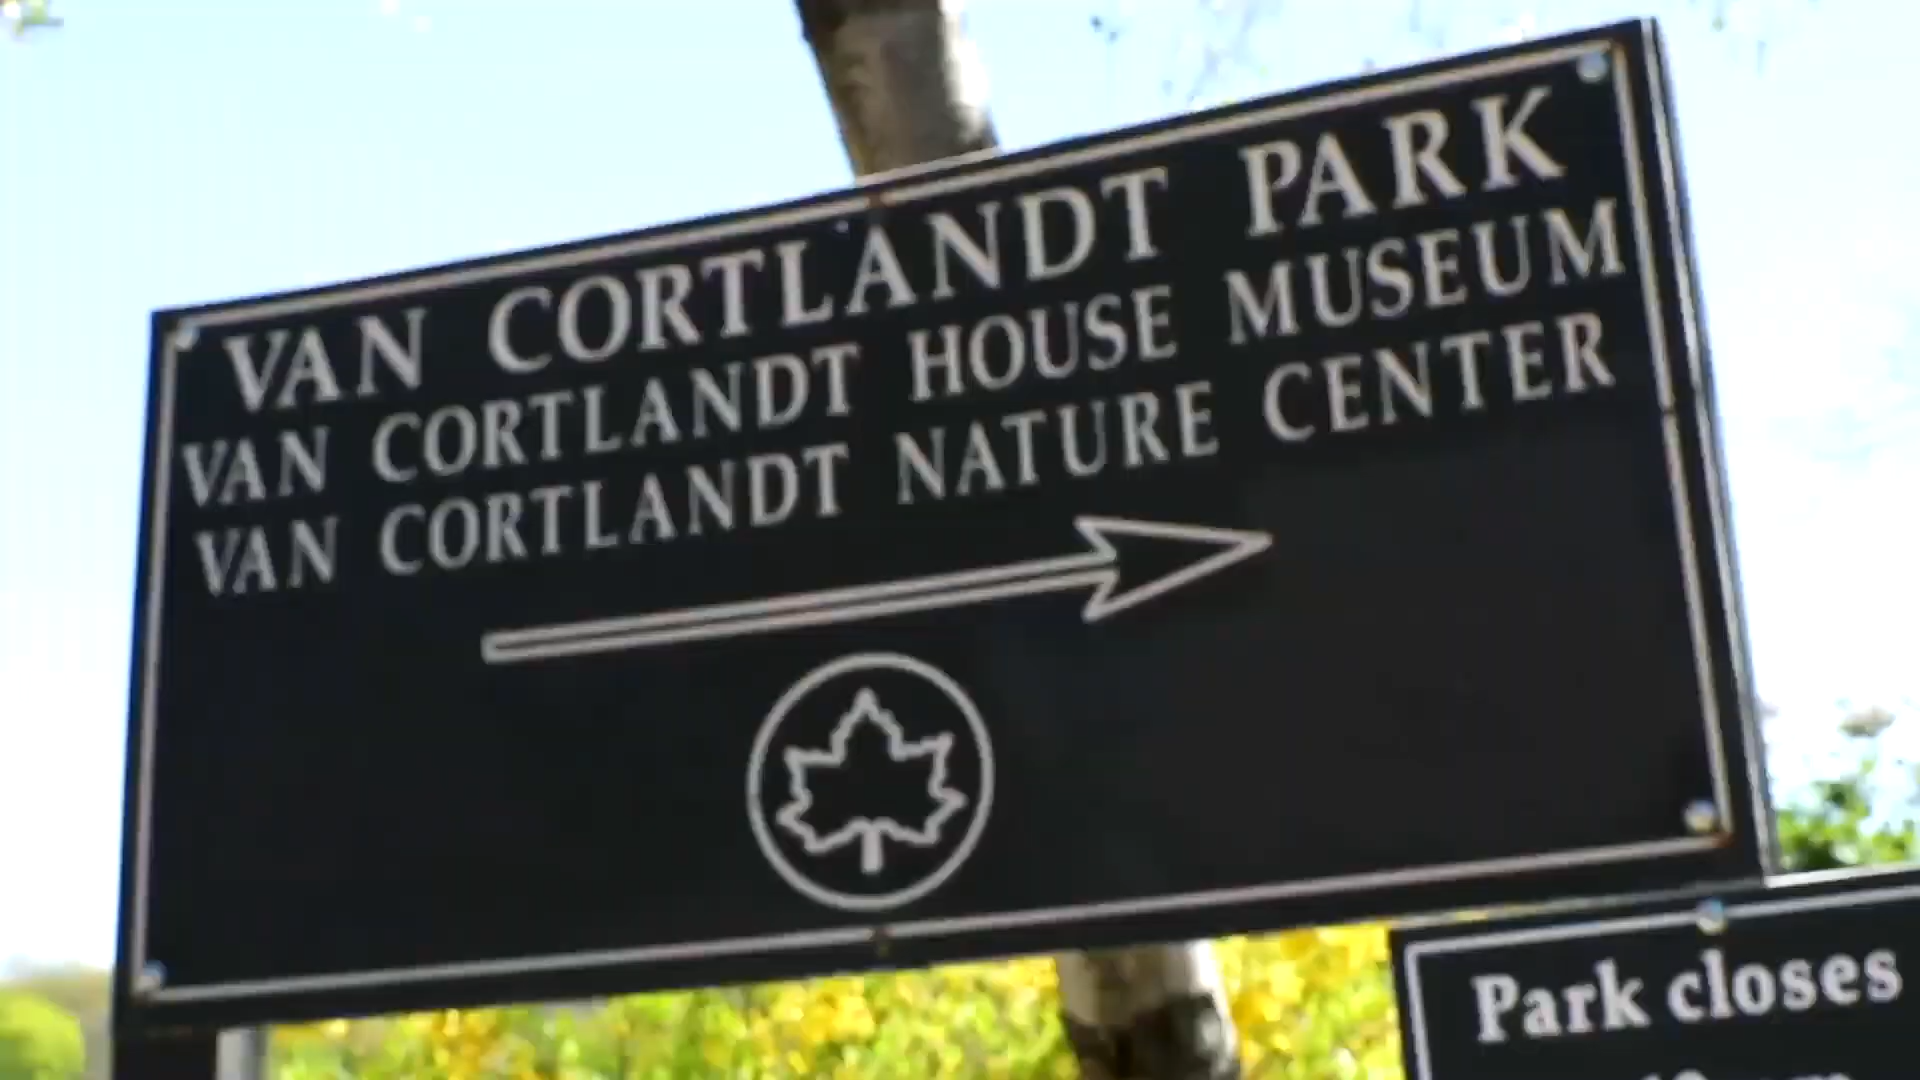 VAN CORTLANDT PARK
VAN CORTLANDT HOUSE MUSEUM
VAN CORTLANDT NATURE CENTER
Park closes